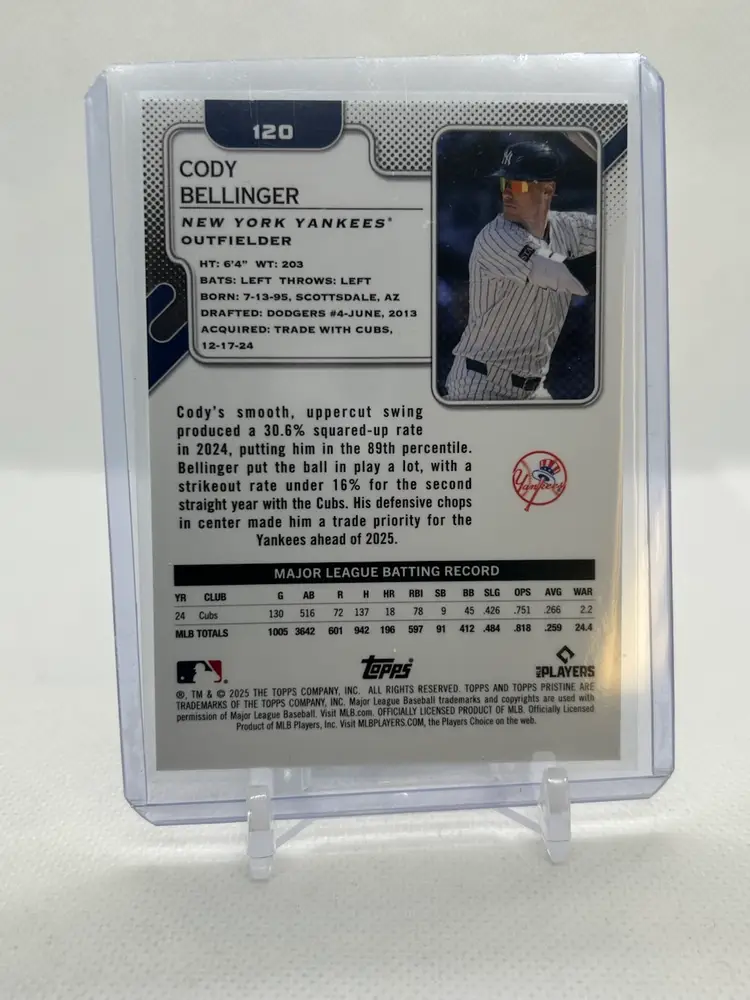 120
CODY
BELLINGER
NEW YORK YANKEES®
OUTFIELDER
HT: 6'4" WT: 203
BATS: LEFT THROWS: LEFT
BORN: 7-13-95, SCOTTSDALE, AZ
DRAFTED: DODGERS #4-JUNE, 2013
ACQUIRED: TRADE WITH CUBS,
12-17-24
Cody's smooth, uppercut swing
produced a 30.6% squared-up rate
in 2024, putting him in the 89th percentile.
Bellinger put the ball in play a lot, with a
strikeout rate under 16% for the second
straight year with the Cubs. His defensive chops
in center made him a trade priority for the
Yankees ahead of 2025.
Yankees
MAJOR LEAGUE BATTING RECORD
YR CLUB G AB R H HR RBI SB BB SLG OPS AVG WAR
24 Cubs 130 516 72 137 18 78 9 45 .426 .751 .266 2.2
MLB TOTALS 1005 3642 601 942 196 597 91 412 .484 .818 .259 24.4
topps®
MLB PLAYERS
®, TM & © 2025 THE TOPPS COMPANY, INC. ALL RIGHTS RESERVED. TOPPS AND TOPPS PRISTINE ARE
TRADEMARKS OF THE TOPPS COMPANY, INC. Major League Baseball trademarks and copyrights are used with
permission of Major League Baseball. Visit MLB.com. OFFICIALLY LICENSED PRODUCT OF MLB. Officially Licensed
Product of MLB Players, Inc. Visit MLBPLAYERS.COM, the Players Choice on the web.